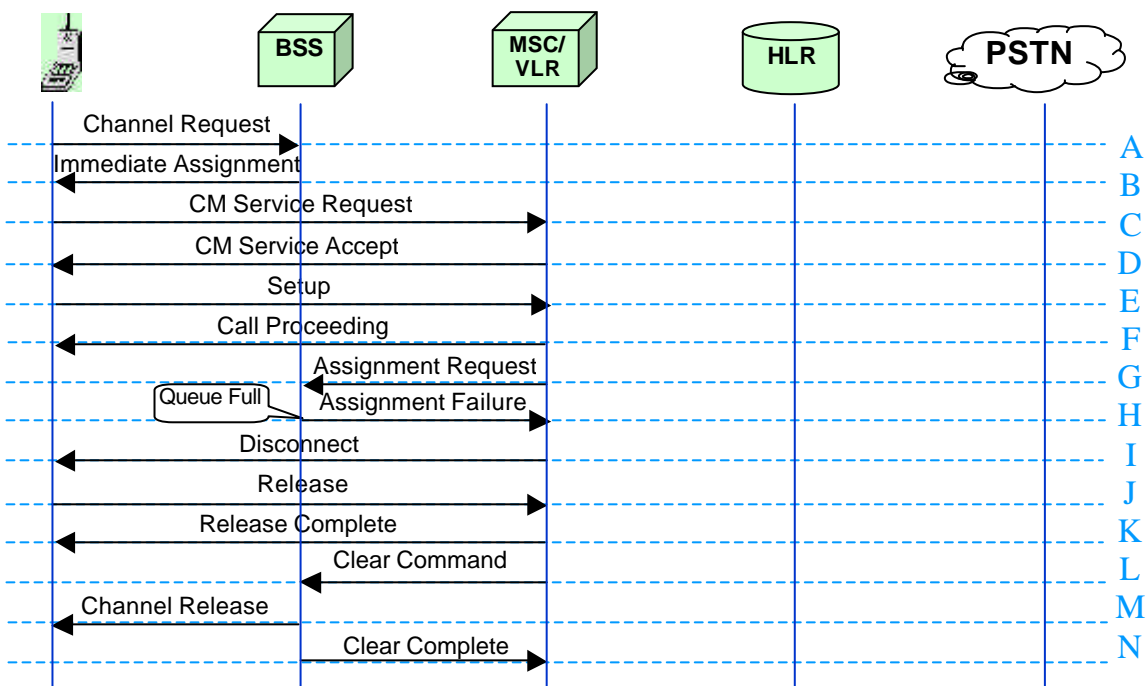 BSS
MSC/
VLR
HLR
PSTN
Channel Request
A
Immediate Assignment
B
CM Service Request
C
CM Service Accept
D
Setup
E
Call Proceeding
F
Assignment Request
G
Queue Full
Assignment Failure
H
Disconnect
I
Release
J
Release Complete
K
Clear Command
L
Channel Release
M
Clear Complete
N